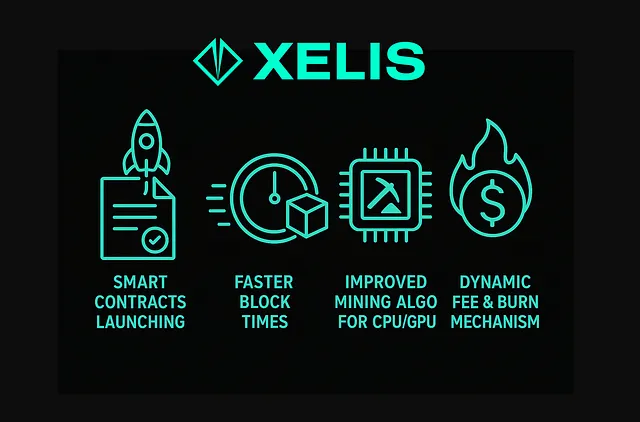 XELIS
SMART
CONTRACTS
LAUNCHING
FASTER
BLOCK
TIMES
IMPROVED
MINING ALGO
FOR CPU/GPU
DYNAMIC
FEE & BURN
MECHANISM
$